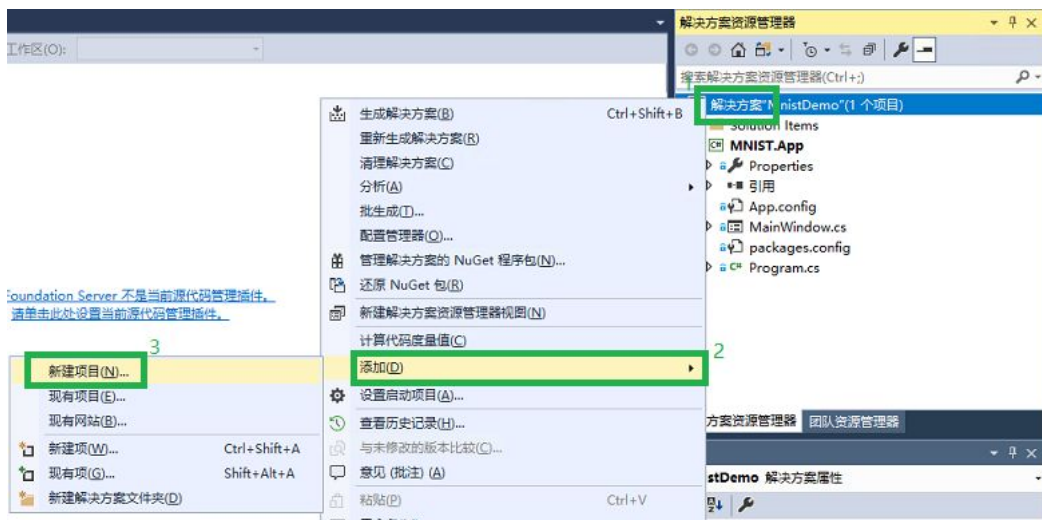 解决方案资源管理器
工作区(O):
搜索解决方案资源管理器(Ctrl+;)
1
解决方案"MnistDemo"(1 个项目)
Solution Items
MNIST.App
Properties
引用
App.config
MainWindow.cs
packages.config
Program.cs
生成解决方案(B) Ctrl+Shift+B
重新生成解决方案(R)
清理解决方案(C)
分析(A)
批生成(T)...
配置管理器(O)...
管理解决方案的 NuGet 程序包(N)...
还原 NuGet 包(R)
新建解决方案资源管理器视图(N)
计算代码度量值(C)
添加(D)
2
设置启动项目(A)...
查看历史记录(H)...
与未修改的版本比较(C)...
意见 (批注) (A)
粘贴(P) Ctrl+V
Foundation Server 不是当前源代码管理插件。
请单击此处设置当前源代码管理插件。
3
新建项目(N)...
现有项目(E)...
现有网站(B)...
新建项(W)... Ctrl+Shift+A
现有项(G)... Shift+Alt+A
新建解决方案文件夹(D)
方案资源管理器 团队资源管理器
stDemo 解决方案属性